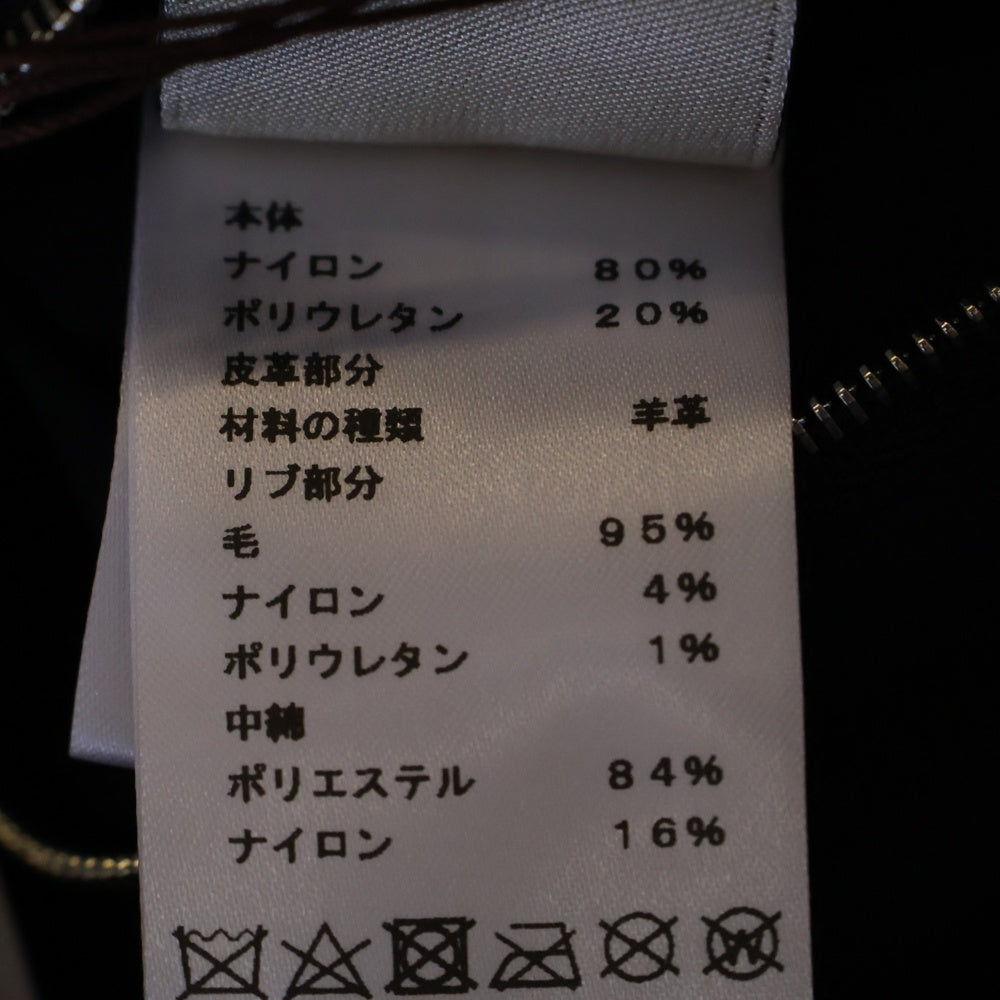 本体
ナイロン 80%
ポリウレタン 20%
皮革部分
材料の種類 羊革
リブ部分
毛 95%
ナイロン 4%
ポリウレタン 1%
中綿
ポリエステル 84%
ナイロン 16%
W